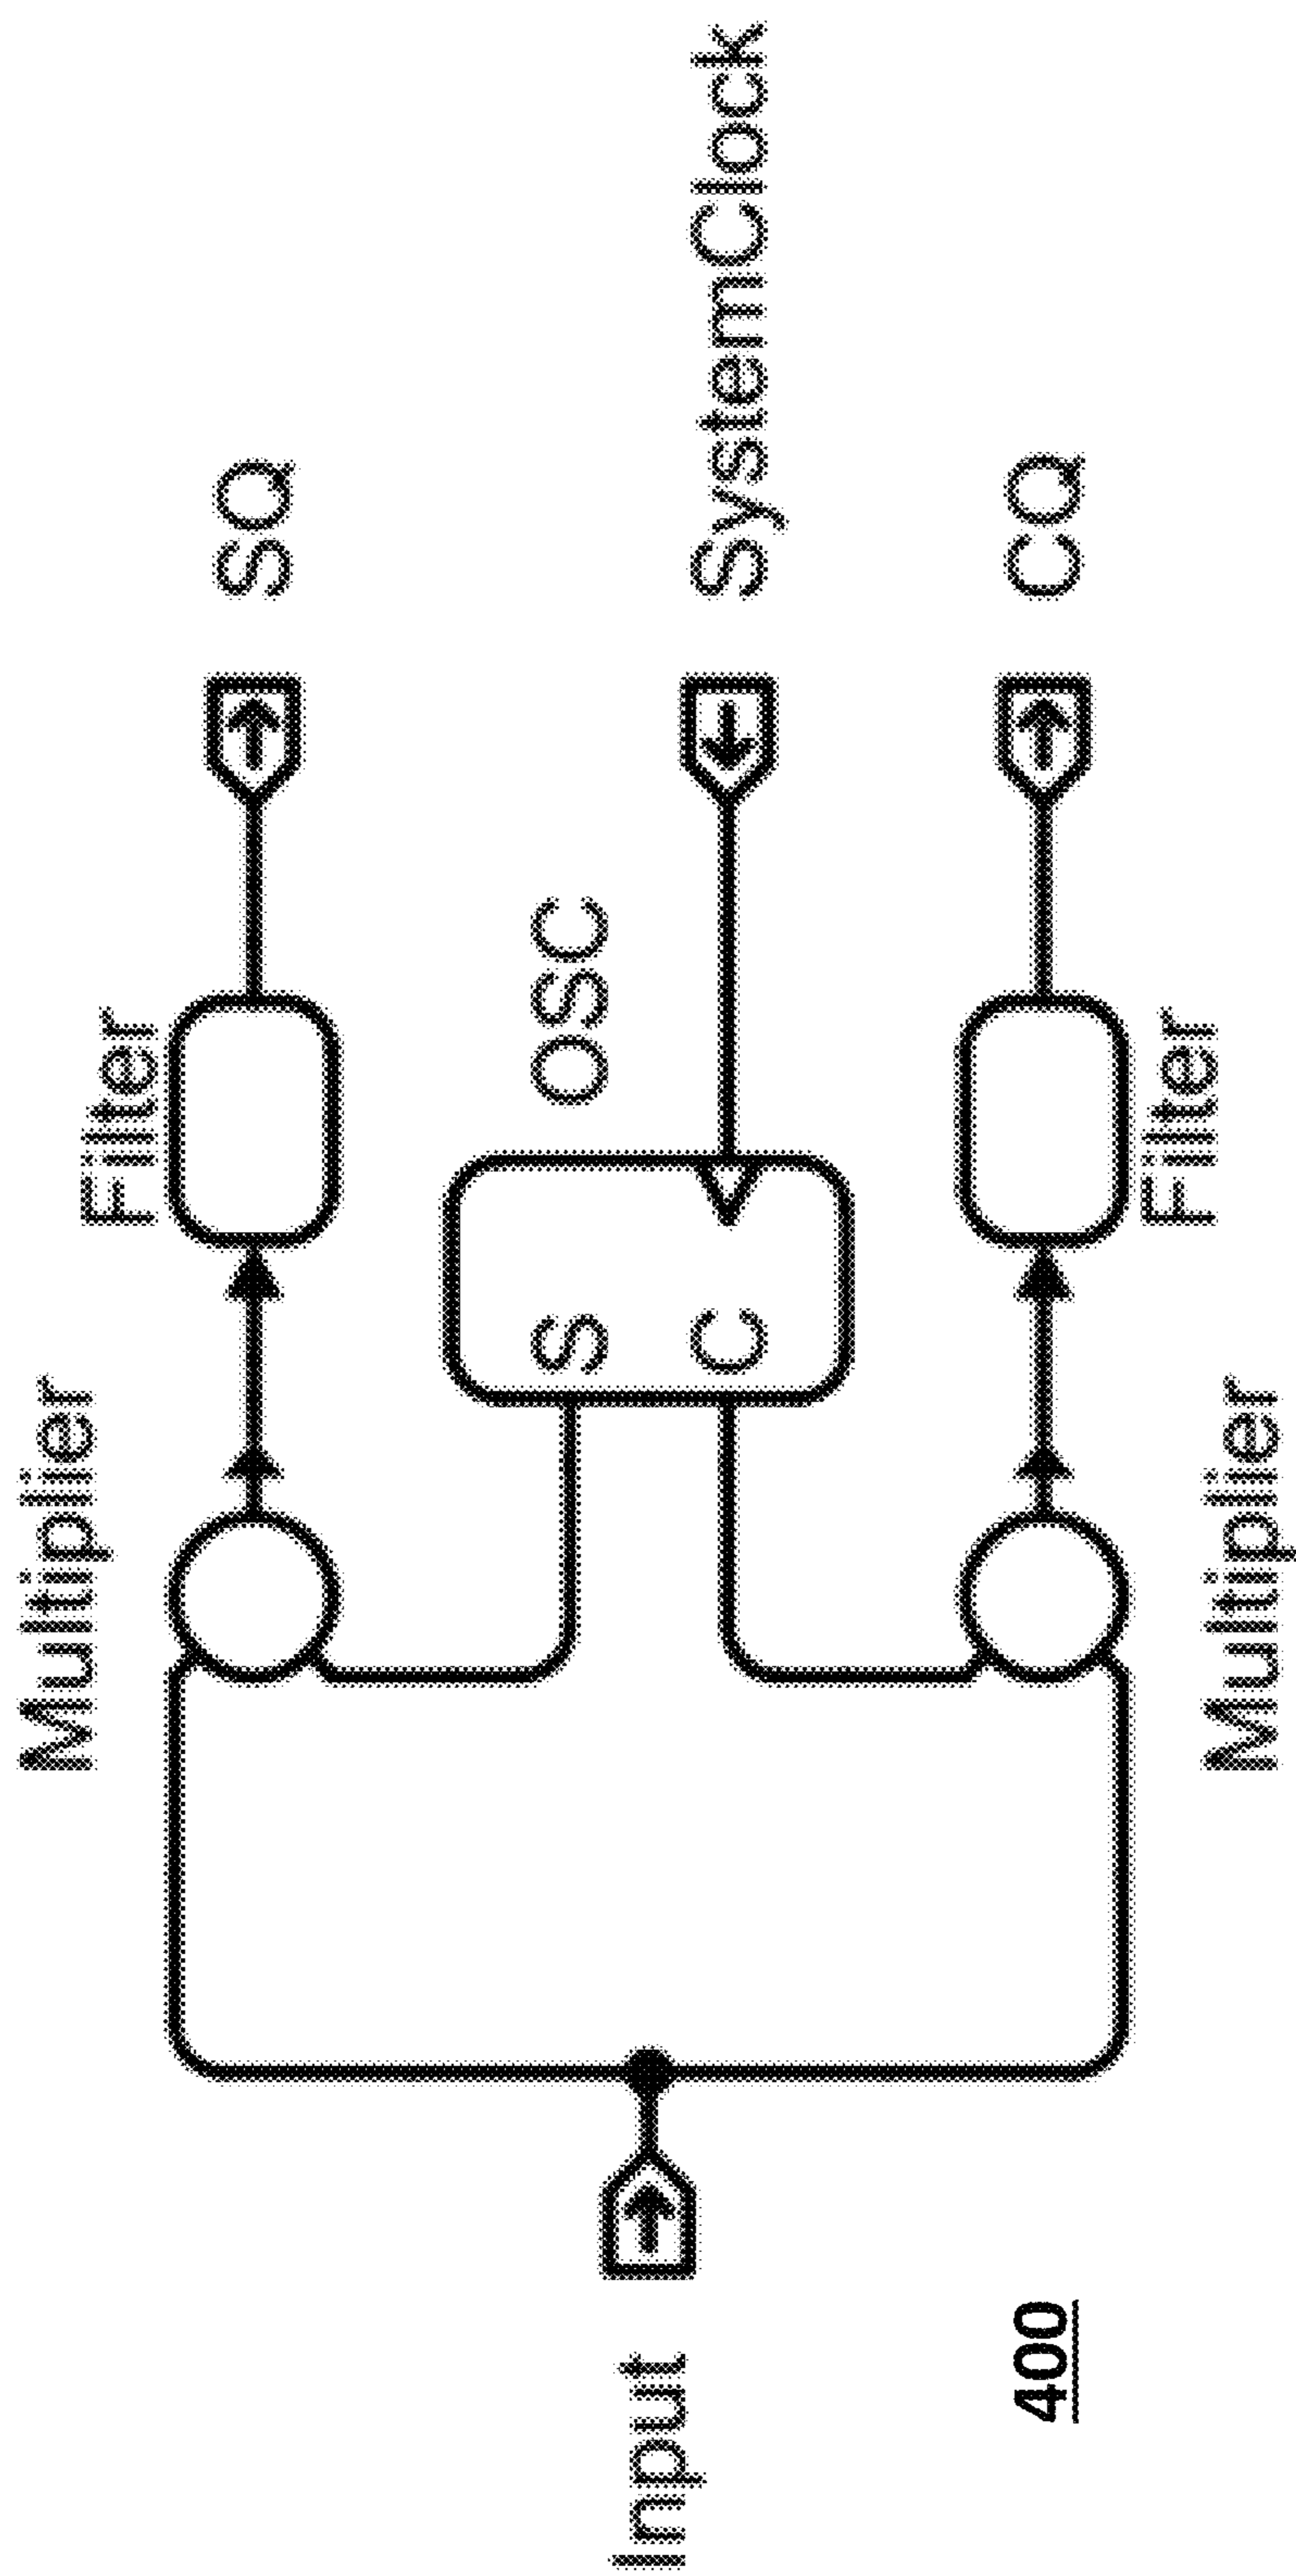 Multiplier
Filter
SQ
OSC
S
C
SystemClock
Input
CQ
Filter
Multiplier
400